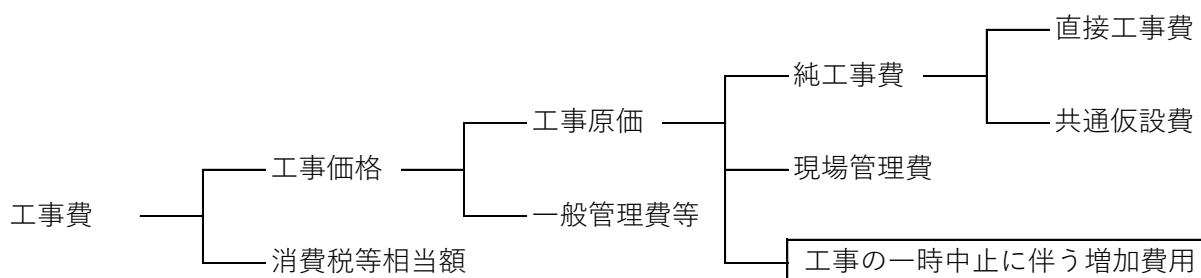 直接工事費
純工事費
共通仮設費
工事原価
工事価格
現場管理費
工事費
一般管理費等
消費税等相当額
工事の一時中止に伴う増加費用